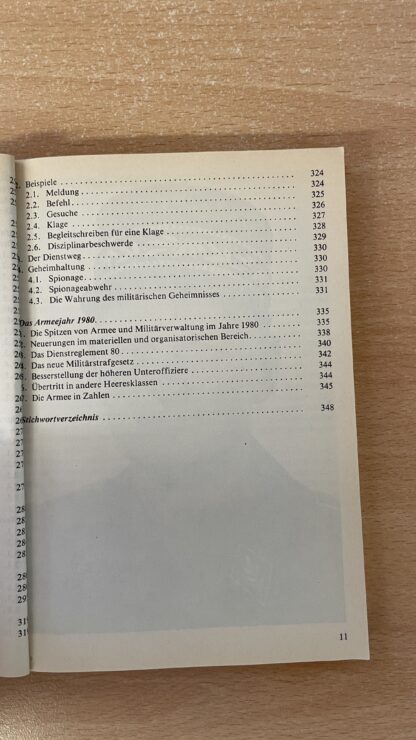 Beispiele 324
2.1. Meldung 324
2.2. Befehl 325
2.3. Gesuche 326
2.4. Klage 327
2.5. Begleitschreiben für eine Klage 328
2.6. Disziplinarbeschwerde 329
Der Dienstweg 330
Geheimhaltung 330
4.1. Spionage 330
4.2. Spionageabwehr 331
4.3. Die Wahrung des militärischen Geheimnisses 331
Das Armeejahr 1980 335
Die Spitzen von Armee und Militärverwaltung im Jahre 1980 335
Neuerungen im materiellen und organisatorischen Bereich 338
Das Dienstreglement 80 340
Das neue Militärstrafgesetz 342
Besserstellung der höheren Unteroffiziere 344
Übertritt in andere Heeresklassen 344
Die Armee in Zahlen 345
Stichwortverzeichnis 348
11